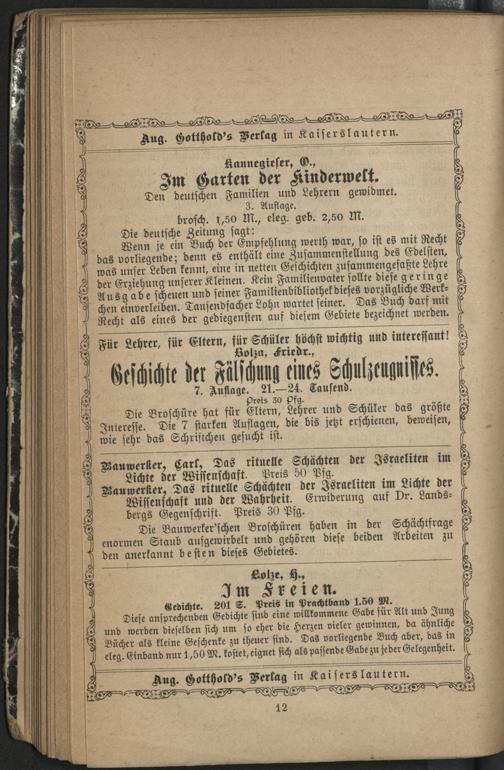 Aug. Gotthold's Verlag in Kaiserslautern.
Kannegieser, O.,
Im Garten der Kinderwelt.
Den deutschen Familien und Lehrern gewidmet.
3. Auflage.
brosch. 1,50 M., eleg. geb. 2,50 M.
Die deutsche Zeitung sagt:
Wenn je ein Buch der Empfehlung werth war, so ist es mit Recht
das vorliegende; denn es enthält eine Zusammenstellung des Edelsten,
was unser Leben kennt, eine in netten Geschichten zusammengefaßte Lehre
der Erziehung unserer Kleinen. Kein Familienvater sollte diese geringe
Ausgabe scheuen und seiner Familienbibliothek dieses vorzügliche Werk-
chen einverleiben. Tausendfacher Lohn wartet seiner. Das Buch darf mit
Recht als eines der gediegensten auf diesem Gebiete bezeichnet werden.
Für Lehrer, für Eltern, für Schüler höchst wichtig und interessant!
Bolza, Friedr.,
Geschichte der Fälschung eines Schulzeugnisses.
7. Auflage. 21.—24. Tausend.
Preis 30 Pfg.
Die Broschüre hat für Eltern, Lehrer und Schüler das größte
Interesse. Die 7 starken Auflagen, die bis jetzt erschienen, beweisen,
wie sehr das Schriftchen gesucht ist.
Bauwerker, Carl, Das rituelle Schächten der Israeliten im
Lichte der Wissenschaft. Preis 50 Pfg.
Bauwerker, Das rituelle Schächten der Israeliten im Lichte der
Wissenschaft und der Wahrheit. Erwiderung auf Dr. Lands-
bergs Gegenschrift. Preis 30 Pfg.
Die Bauwerker'schen Broschüren haben in der Schächtfrage
enormen Staub aufgewirbelt und gehören diese beiden Arbeiten zu
den anerkannt besten dieses Gebietes.
Lolze, H.,
Im Freien.
Gedichte. 201 S. Preis in Prachtband 1.50 M.
Diese ansprechenden Gedichte sind eine willkommene Gabe für Alt und Jung
und werden dieselben sich um so eher die Herzen vieler gewinnen, da ähnliche
Bücher als kleine Geschenke zu theuer sind. Das vorliegende Buch aber, das in
eleg. Einband nur 1,50 M. kostet, eignet sich als passende Gabe zu jeder Gelegenheit.
Aug. Gotthold's Verlag in Kaiserslautern.
12